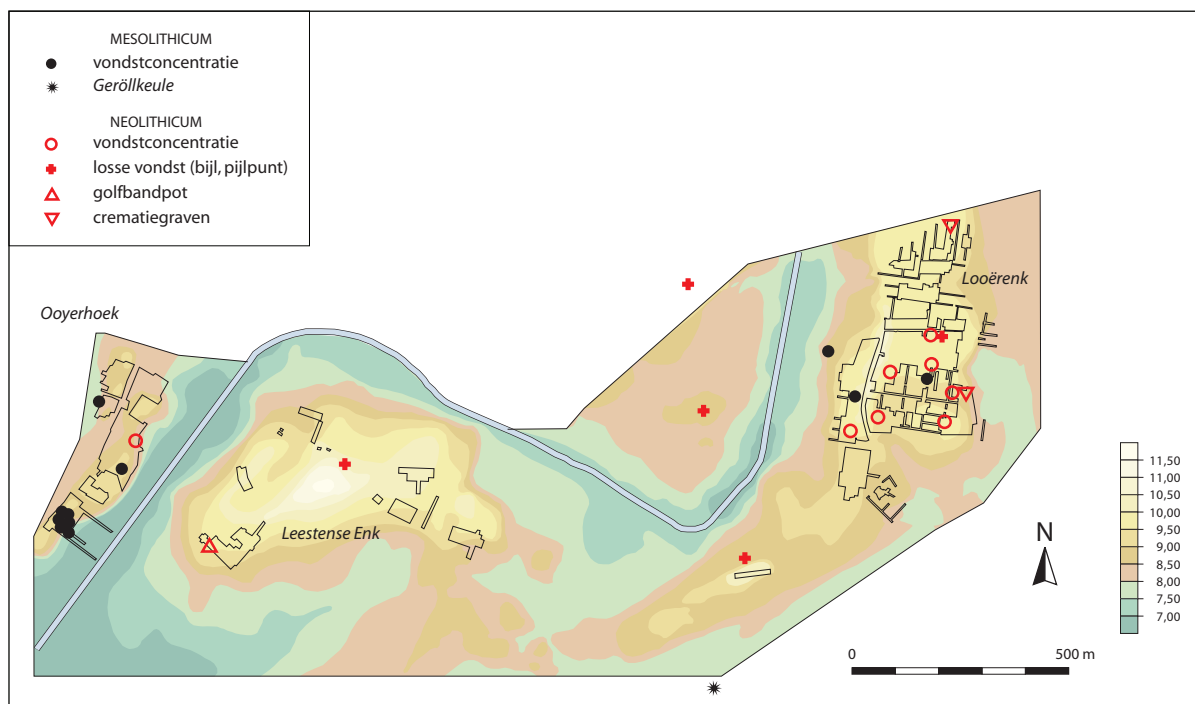 MESOLITHICUM
vondstconcentratie
Geröllkeule
NEOLITHICUM
vondstconcentratie
losse vondst (bijl, pijlpunt)
golfbandpot
crematiegraven
Looërenk
Ooyerhoek
Leestense Enk
11,50
11,00
10,50
10,00
9,50
9,00
8,50
8,00
7,50
7,00
N
0 500 m